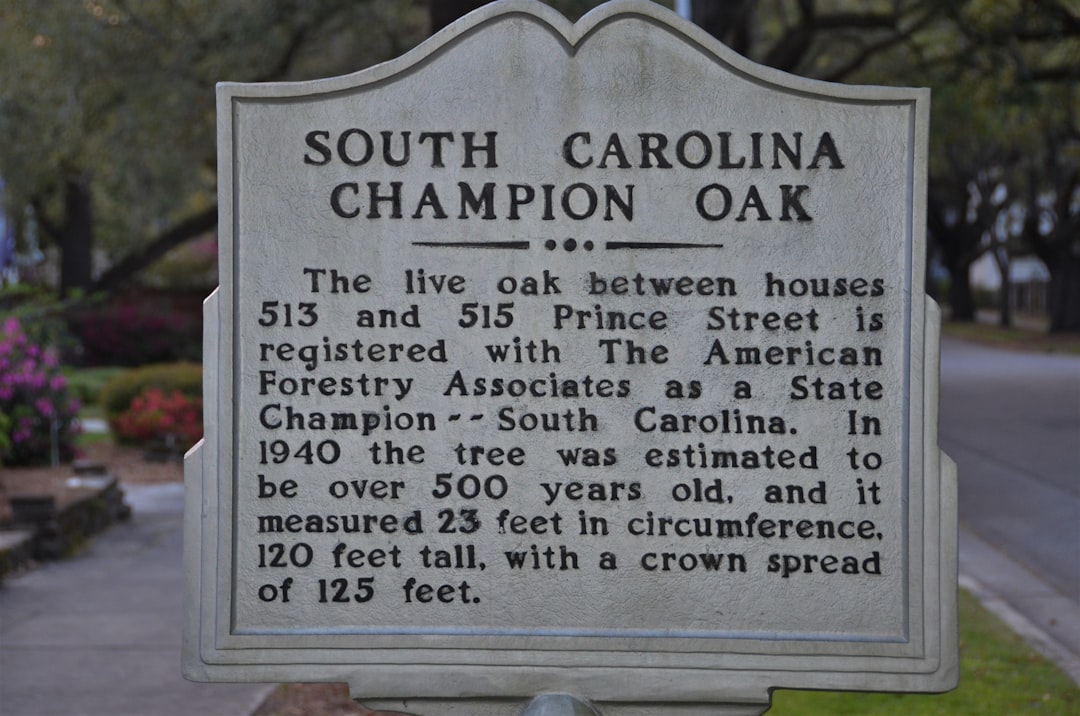 SOUTH CAROLINA
CHAMPION OAK
The live oak between houses
513 and 515 Prince Street is
registered with The American
Forestry Associates as a State
Champion -- South Carolina. In
1940 the tree was estimated to
be over 500 years old, and it
measured 23 feet in circumference,
120 feet tall, with a crown spread
of 125 feet.